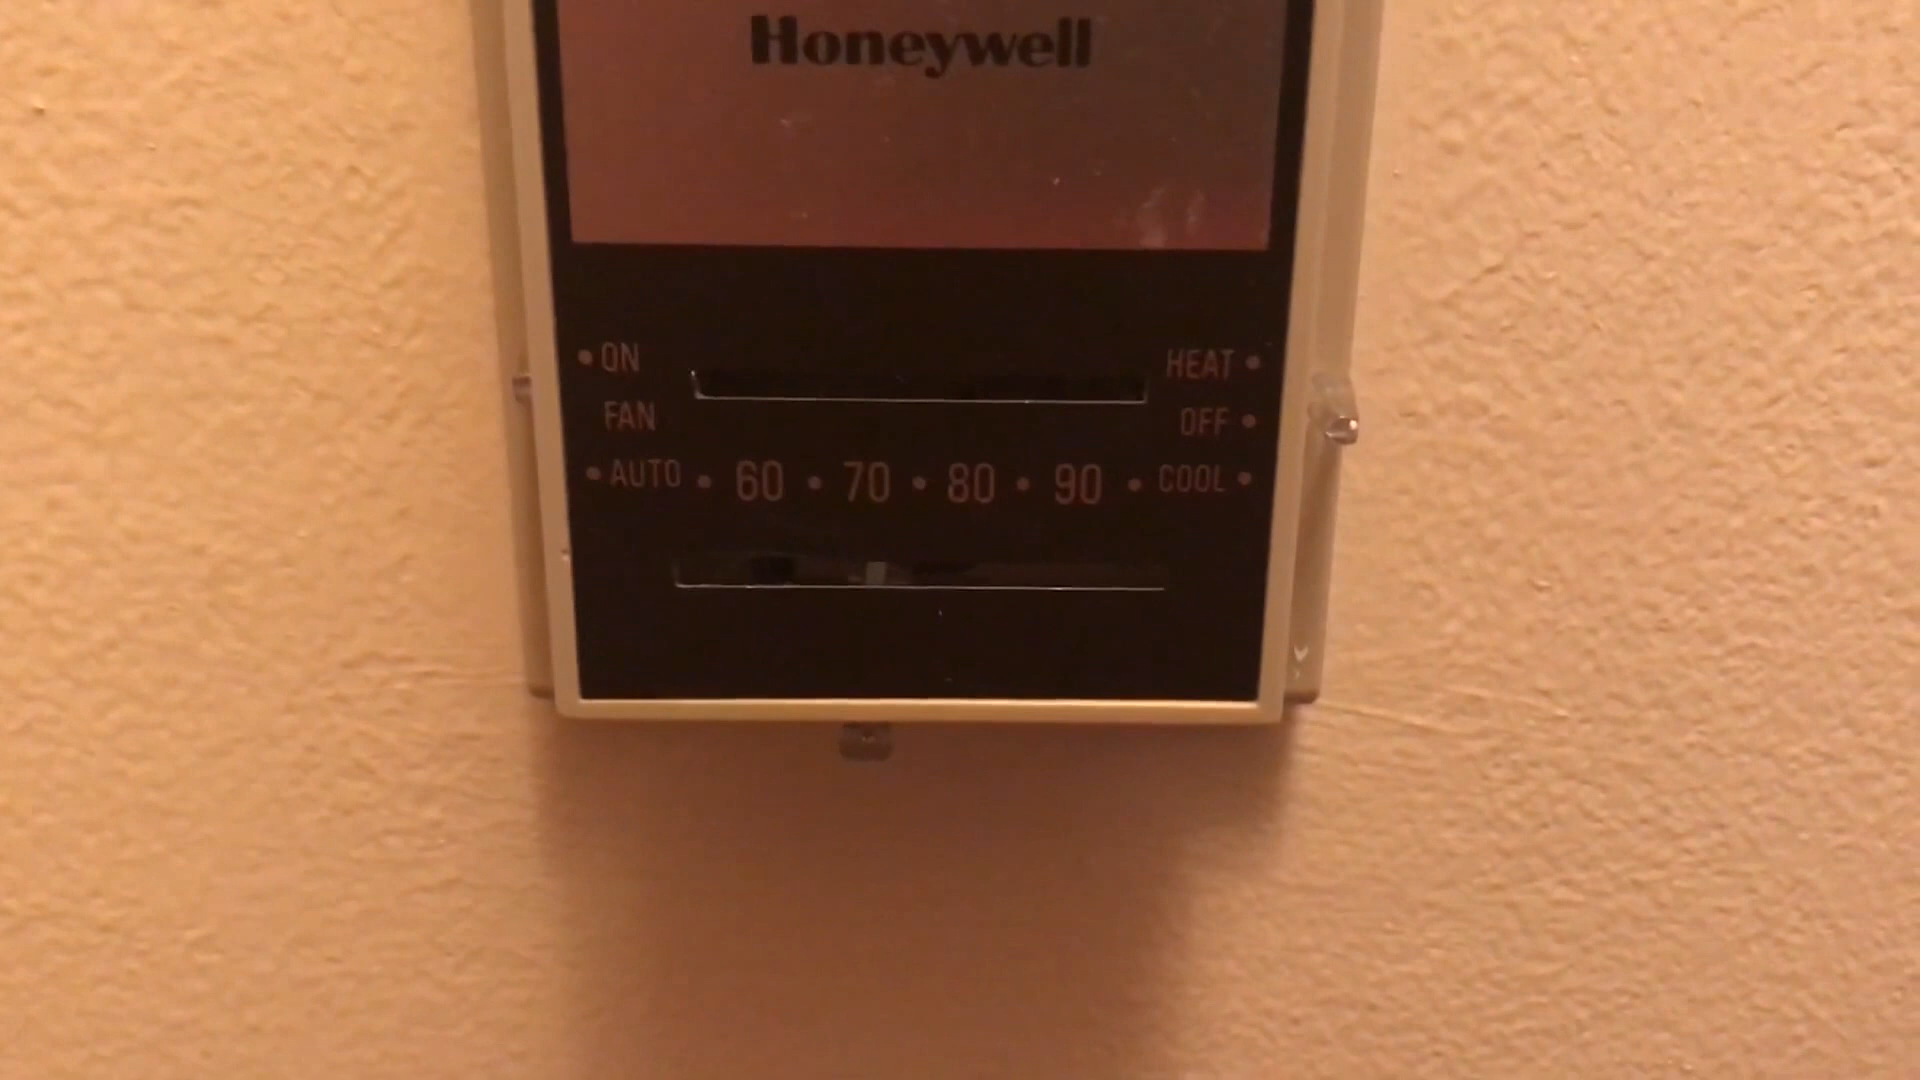 Honeywell
• ON
FAN
• AUTO
HEAT •
OFF •
COOL •
• 60 • 70 • 80 • 90 •